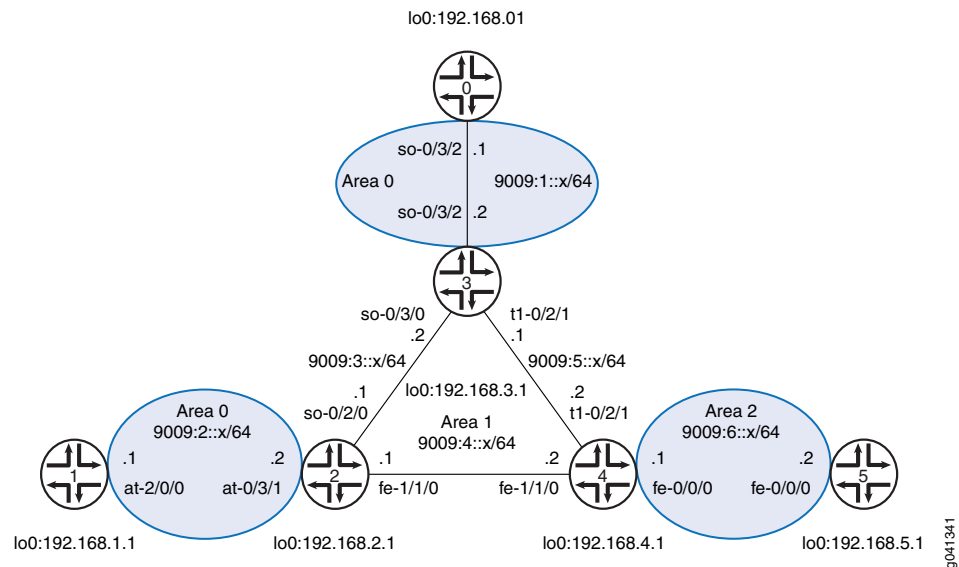 lo0:192.168.01
0
so-0/3/2 .1
Area 0 9009:1::x/64
so-0/3/2 .2
3
so-0/3/0 t1-0/2/1
.2 .1
9009:3::x/64 9009:5::x/64
.1 lo0:192.168.3.1 .2
so-0/2/0 t1-0/2/1
Area 1
9009:4::x/64
Area 0
9009:2::x/64
Area 2
9009:6::x/64
.1 .2 .1 .2 .1 .2
1 2 4 5
at-2/0/0 at-0/3/1 fe-1/1/0 fe-1/1/0 fe-0/0/0 fe-0/0/0
lo0:192.168.1.1 lo0:192.168.2.1 lo0:192.168.4.1 lo0:192.168.5.1
g041341